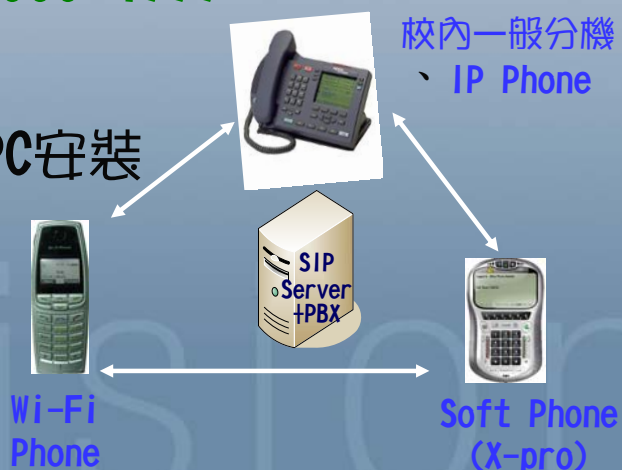 校內一般分機
、IP Phone
PC安裝
SIP
Server
+PBX
Wi-Fi
Phone
Soft Phone
(X-pro)